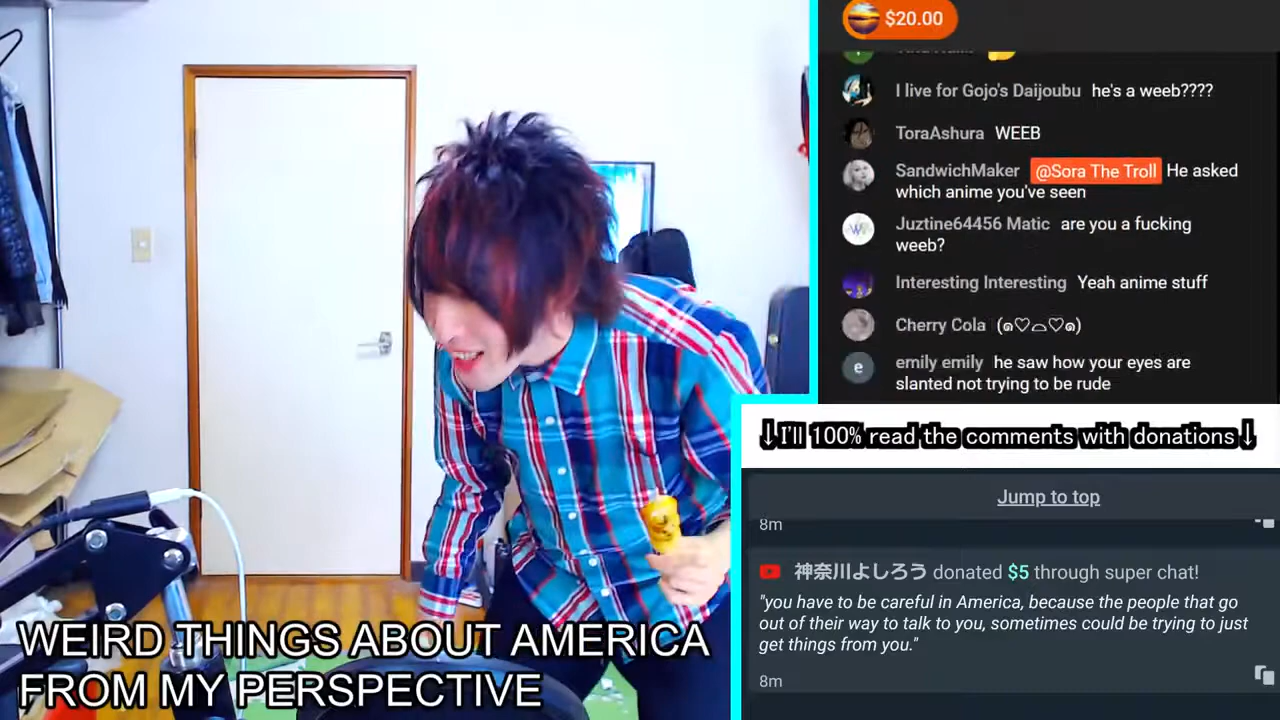 $20.00
I live for Gojo's Daijoubu he's a weeb????
ToraAshura WEEB
SandwichMaker @Sora The Troll He asked
which anime you've seen
Juztine64456 Matic are you a fucking
weeb?
Interesting Interesting Yeah anime stuff
Cherry Cola (๑♡⌓♡๑)
emily emily he saw how your eyes are
slanted not trying to be rude
↓I'll 100% read the comments with donations↓
Jump to top
8m
神奈川よしろう donated $5 through super chat!
"you have to be careful in America, because the people that go
out of their way to talk to you, sometimes could be trying to just
get things from you."
8m
WEIRD THINGS ABOUT AMERICA
FROM MY PERSPECTIVE